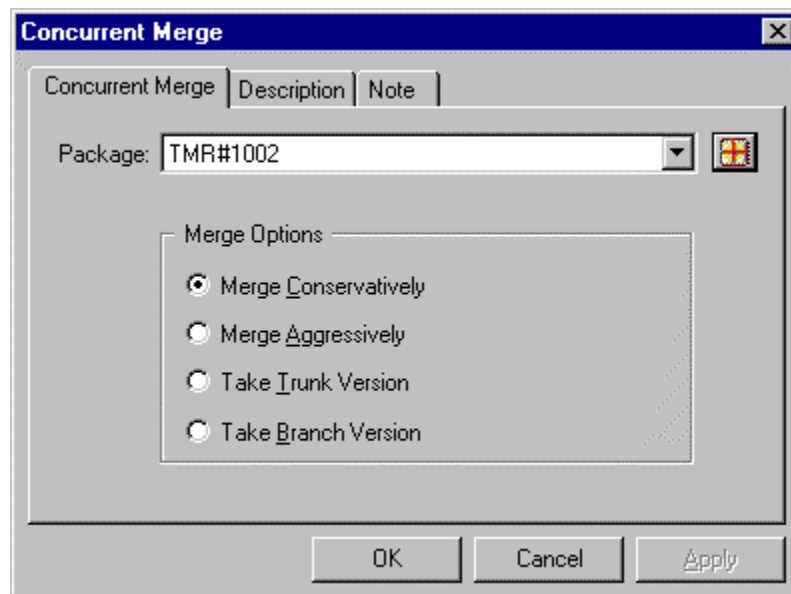 Concurrent Merge
Concurrent Merge Description Note
Package: TMR#1002
Merge Options
Merge Conservatively
Merge Aggressively
Take Trunk Version
Take Branch Version
OK Cancel Apply